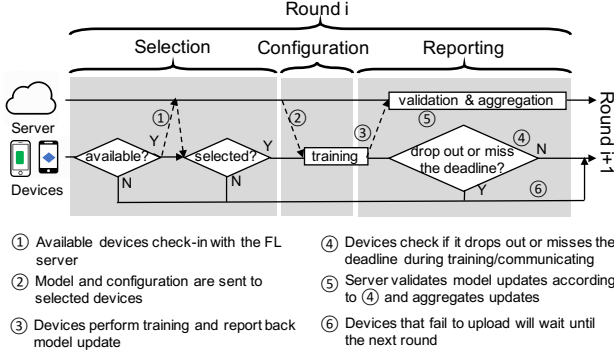 Round i
Selection Configuration Reporting
Server
Devices
available?
Y
N
①
selected?
Y
N
②
training
③
validation & aggregation
⑤
drop out or miss
the deadline?
④
N
Y
⑥
Round i+1
① Available devices check-in with the FL
server
② Model and configuration are sent to
selected devices
③ Devices perform training and report back
model update
④ Devices check if it drops out or misses the
deadline during training/communicating
⑤ Server validates model updates according
to ④ and aggregates updates
⑥ Devices that fail to upload will wait until
the next round